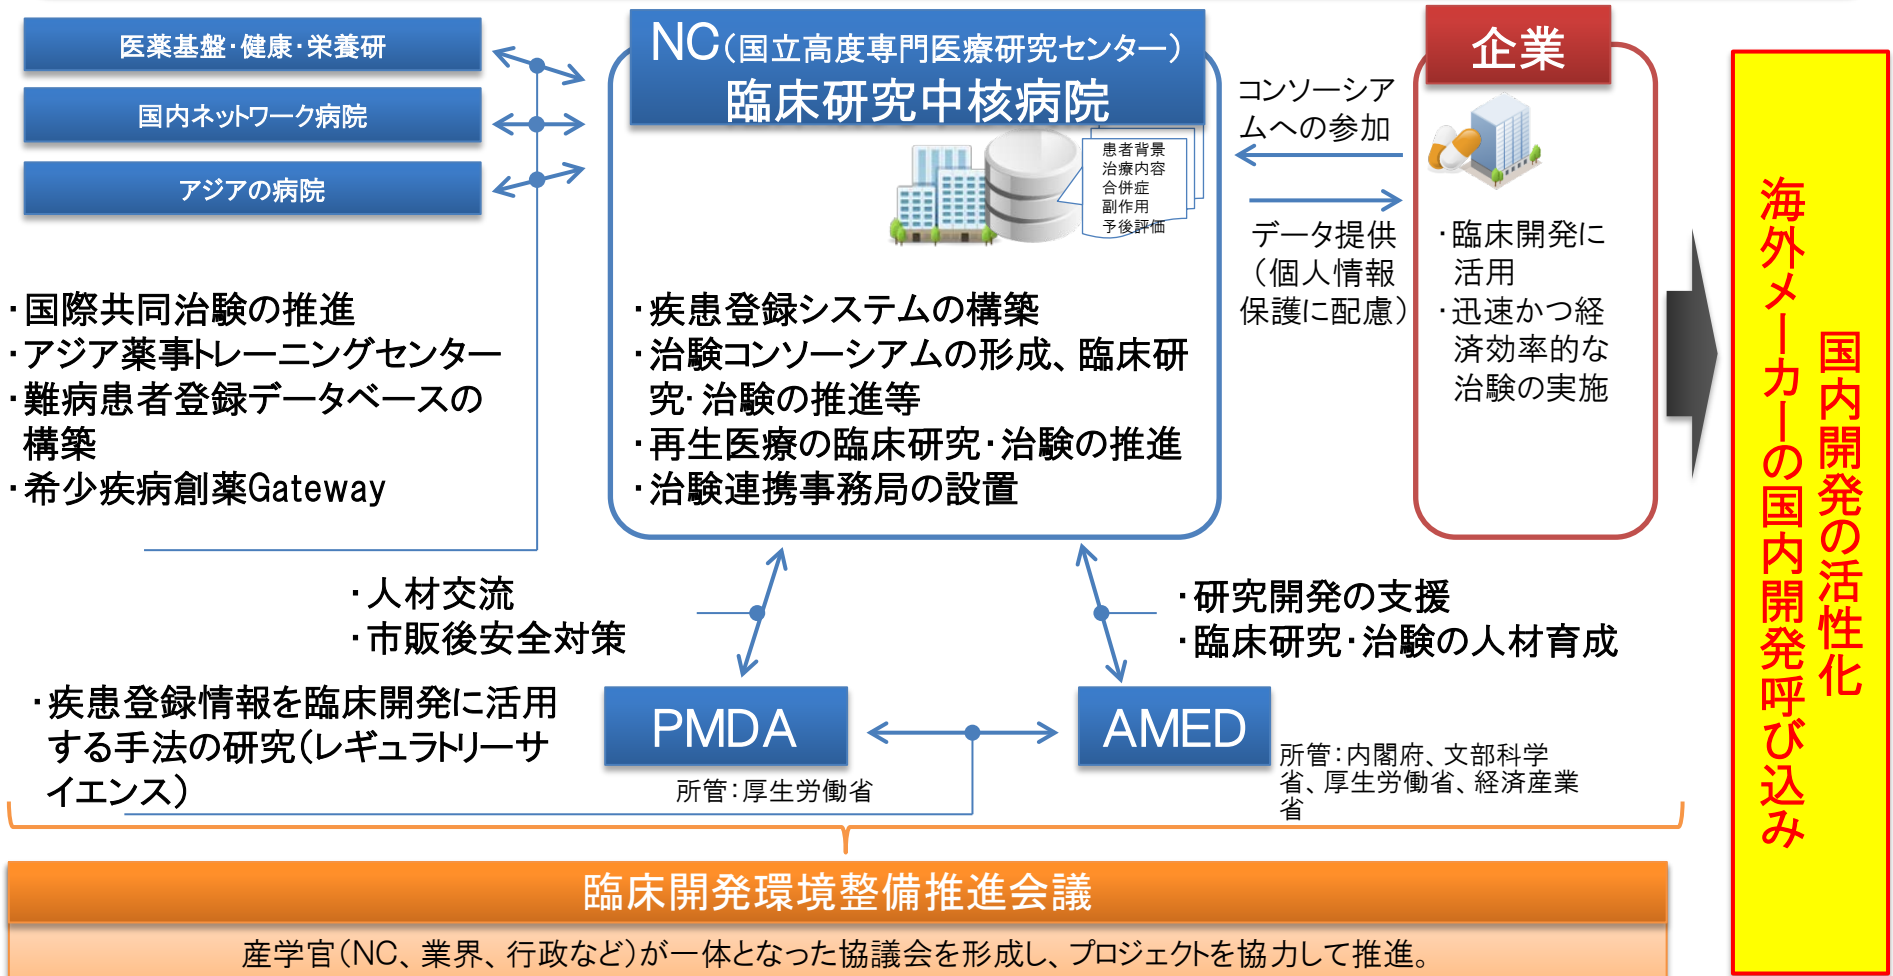 医薬基盤・健康・栄養研
国内ネットワーク病院
アジアの病院
・国際共同治験の推進
・アジア薬事トレーニングセンター
・難病患者登録データベースの
構築
・希少疾病創薬Gateway
NC（国立高度専門医療研究センター）
臨床研究中核病院
患者背景
治療内容
合併症
副作用
予後評価
・疾患登録システムの構築
・治験コンソーシアムの形成、臨床研
究・治験の推進等
・再生医療の臨床研究・治験の推進
・治験連携事務局の設置
コンソーシア
ムへの参加
データ提供
（個人情報
保護に配慮）
企業
・臨床開発に
活用
・迅速かつ経
済効率的な
治験の実施
国内開発の活性化
海外メーカーの国内開発呼び込み
・人材交流
・市販後安全対策
・研究開発の支援
・臨床研究・治験の人材育成
・疾患登録情報を臨床開発に活用
する手法の研究（レギュラトリーサ
イエンス）
PMDA
所管：厚生労働省
AMED
所管：内閣府、文部科学
省、厚生労働省、経済産業
省
臨床開発環境整備推進会議
産学官（NC、業界、行政など）が一体となった協議会を形成し、プロジェクトを協力して推進。